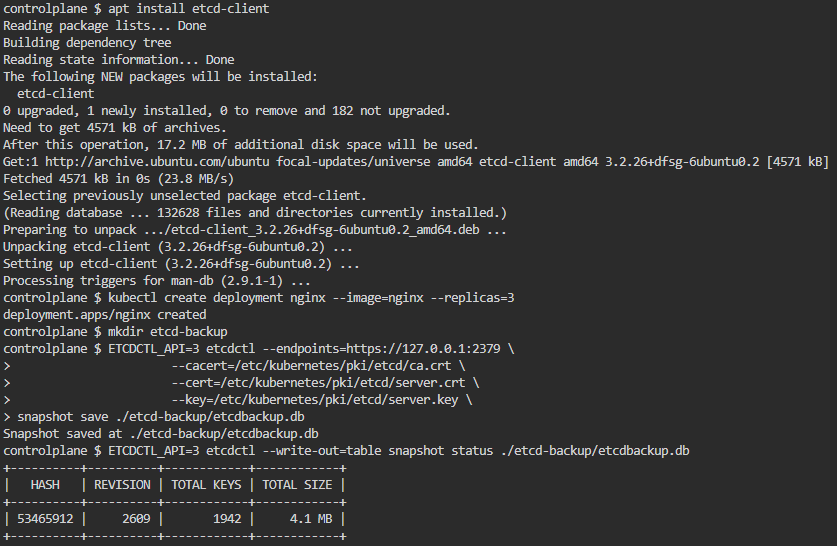 controlplane $ apt install etcd-client
Reading package lists... Done
Building dependency tree
Reading state information... Done
The following NEW packages will be installed:
  etcd-client
0 upgraded, 1 newly installed, 0 to remove and 182 not upgraded.
Need to get 4571 kB of archives.
After this operation, 17.2 MB of additional disk space will be used.
Get:1 http://archive.ubuntu.com/ubuntu focal-updates/universe amd64 etcd-client amd64 3.2.26+dfsg-6ubuntu0.2 [4571 kB]
Fetched 4571 kB in 0s (23.8 MB/s)
Selecting previously unselected package etcd-client.
(Reading database ... 132628 files and directories currently installed.)
Preparing to unpack .../etcd-client_3.2.26+dfsg-6ubuntu0.2_amd64.deb ...
Unpacking etcd-client (3.2.26+dfsg-6ubuntu0.2) ...
Setting up etcd-client (3.2.26+dfsg-6ubuntu0.2) ...
Processing triggers for man-db (2.9.1-1) ...
controlplane $ kubectl create deployment nginx --image=nginx --replicas=3
deployment.apps/nginx created
controlplane $ mkdir etcd-backup
controlplane $ ETCDCTL_API=3 etcdctl --endpoints=https://127.0.0.1:2379 \
>                     --cacert=/etc/kubernetes/pki/etcd/ca.crt \
>                     --cert=/etc/kubernetes/pki/etcd/server.crt \
>                     --key=/etc/kubernetes/pki/etcd/server.key \
> snapshot save ./etcd-backup/etcdbackup.db
Snapshot saved at ./etcd-backup/etcdbackup.db
controlplane $ ETCDCTL_API=3 etcdctl --write-out=table snapshot status ./etcd-backup/etcdbackup.db
+----------+----------+------------+------------+
|   HASH   | REVISION | TOTAL KEYS | TOTAL SIZE |
+----------+----------+------------+------------+
| 53465912 |     2609 |       1942 |     4.1 MB |
+----------+----------+------------+------------+